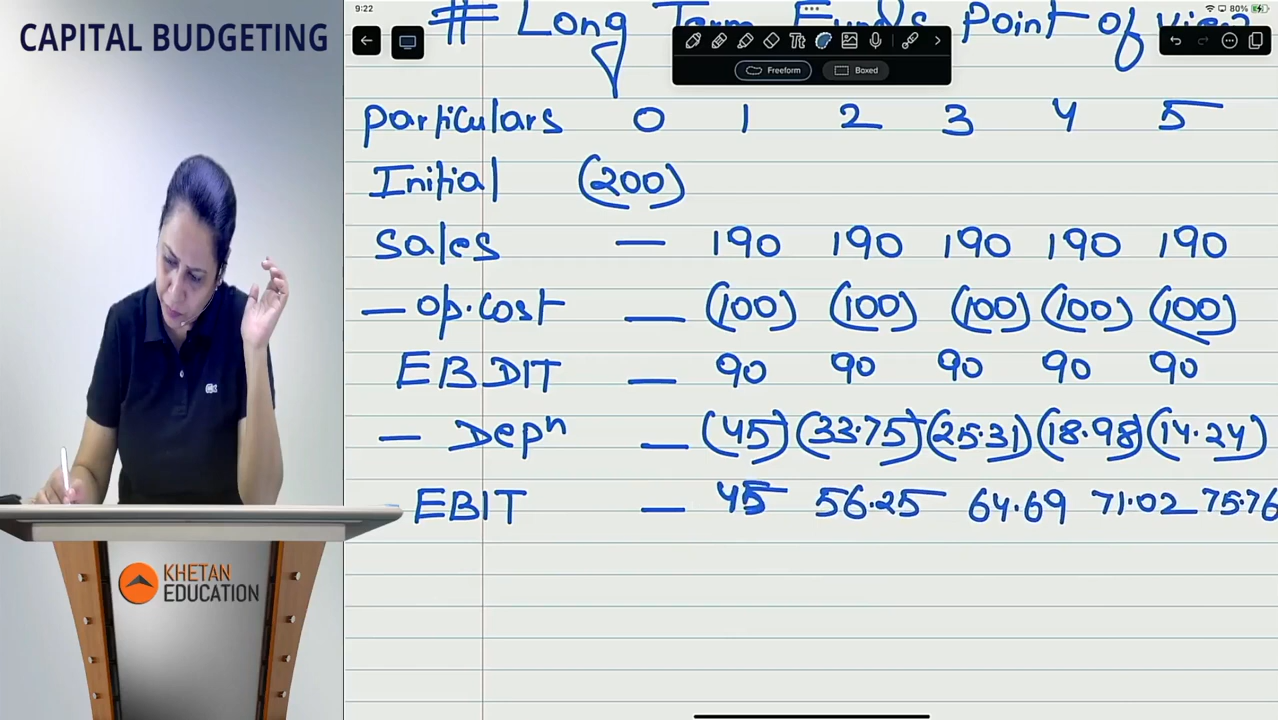 CAPITAL BUDGETING
9:22
80%
# Long Term Funds Point of view
Freeform Boxed
particulars 0 1 2 3 4 5
Initial (200)
Sales — 190 190 190 190 190
— Op.cost — (100) (100) (100) (100) (100)
EBDIT — 90 90 90 90 90
— Depⁿ — (45) (33.75) (25.31) (18.98) (14.24)
EBIT — 45 56.25 64.69 71.02 75.76
KHETAN
EDUCATION